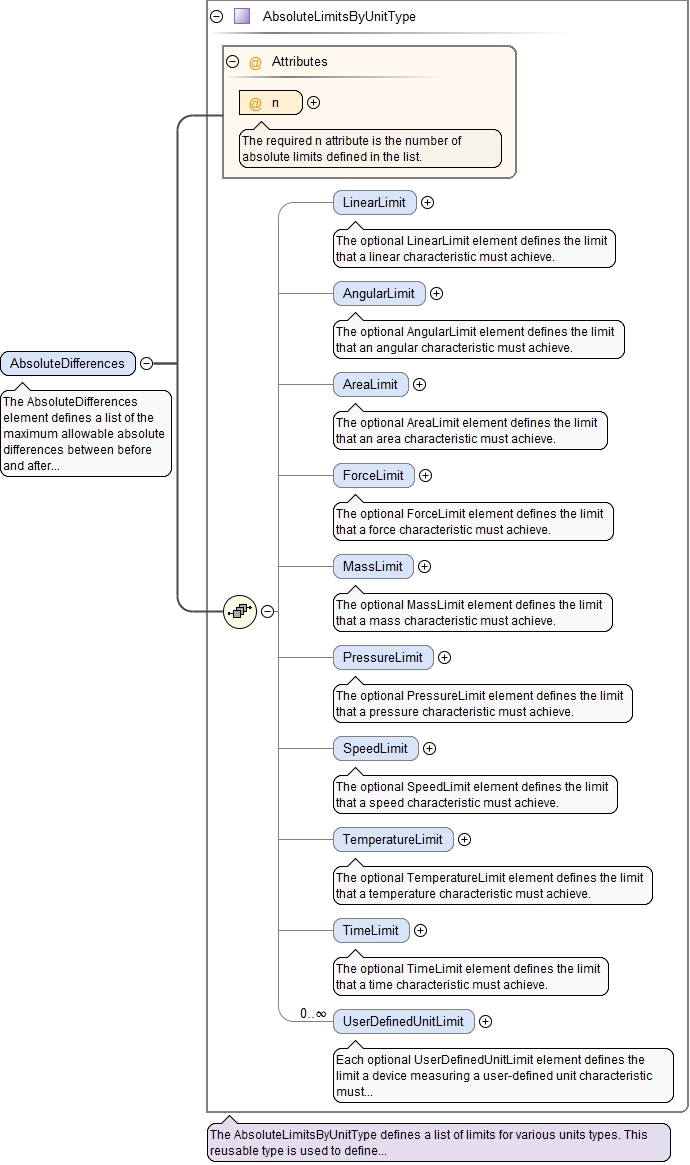 AbsoluteLimitsByUnitType
@ Attributes
@ n
The required n attribute is the number of
absolute limits defined in the list.
LinearLimit
The optional LinearLimit element defines the limit
that a linear characteristic must achieve.
AngularLimit
The optional AngularLimit element defines the limit
that an angular characteristic must achieve.
AbsoluteDifferences
The AbsoluteDifferences
element defines a list of the
maximum allowable absolute
differences between before
and after...
AreaLimit
The optional AreaLimit element defines the limit
that an area characteristic must achieve.
ForceLimit
The optional ForceLimit element defines the limit
that a force characteristic must achieve.
MassLimit
The optional MassLimit element defines the limit
that a mass characteristic must achieve.
PressureLimit
The optional PressureLimit element defines the limit
that a pressure characteristic must achieve.
SpeedLimit
The optional SpeedLimit element defines the limit
that a speed characteristic must achieve.
TemperatureLimit
The optional TemperatureLimit element defines the limit
that a temperature characteristic must achieve.
TimeLimit
The optional TimeLimit element defines the limit
that a time characteristic must achieve.
0..∞
UserDefinedUnitLimit
Each optional UserDefinedUnitLimit element defines the
limit a device measuring a user-defined unit characteristic
must...
The AbsoluteLimitsByUnitType defines a list of limits for various units types. This
reusable type is used to define...